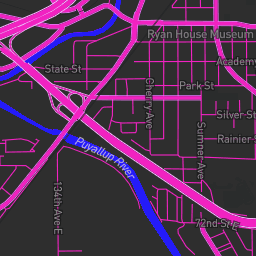 Ryan House Museum
Academy
State St
Park St
Cherry Ave
Silver St
Rainier
Sumner Ave
Puyallup River
134th Ave E
72nd St E